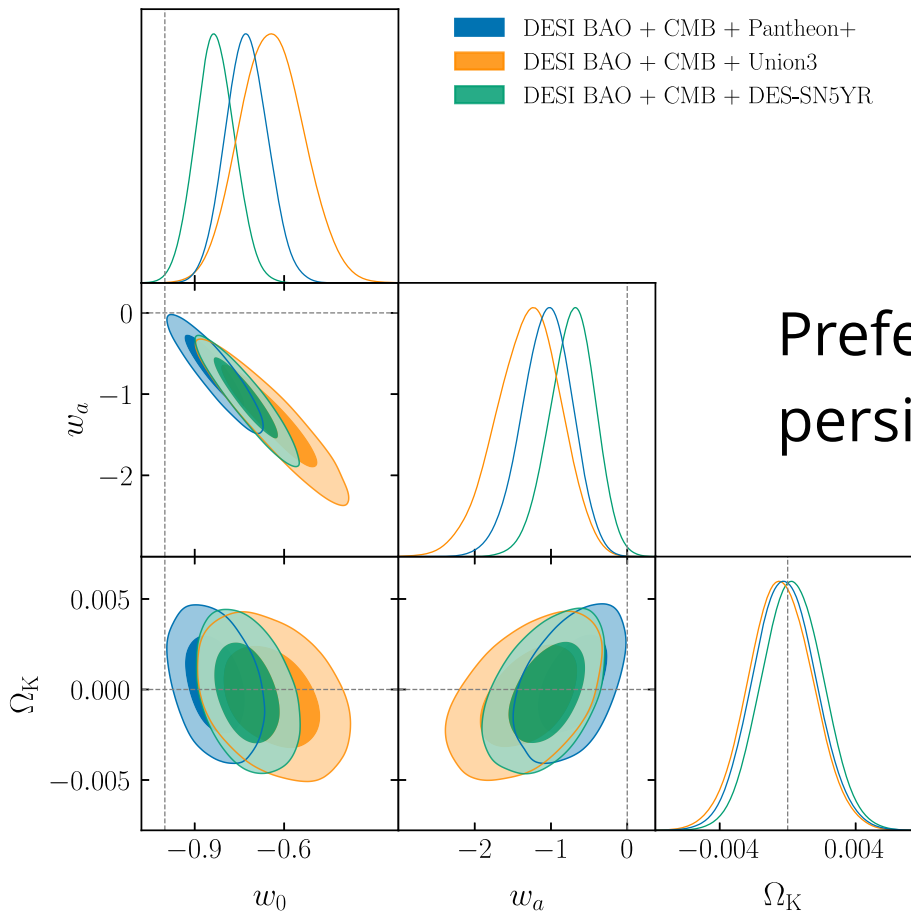 DESI BAO + CMB + Pantheon+
DESI BAO + CMB + Union3
DESI BAO + CMB + DES-SN5YR
0
−1
−2
w_a
Prefe
persi
0.005
0.000
−0.005
Ω_K
−0.9 −0.6
w_0
−2 −1 0
w_a
−0.004 0.004
Ω_K